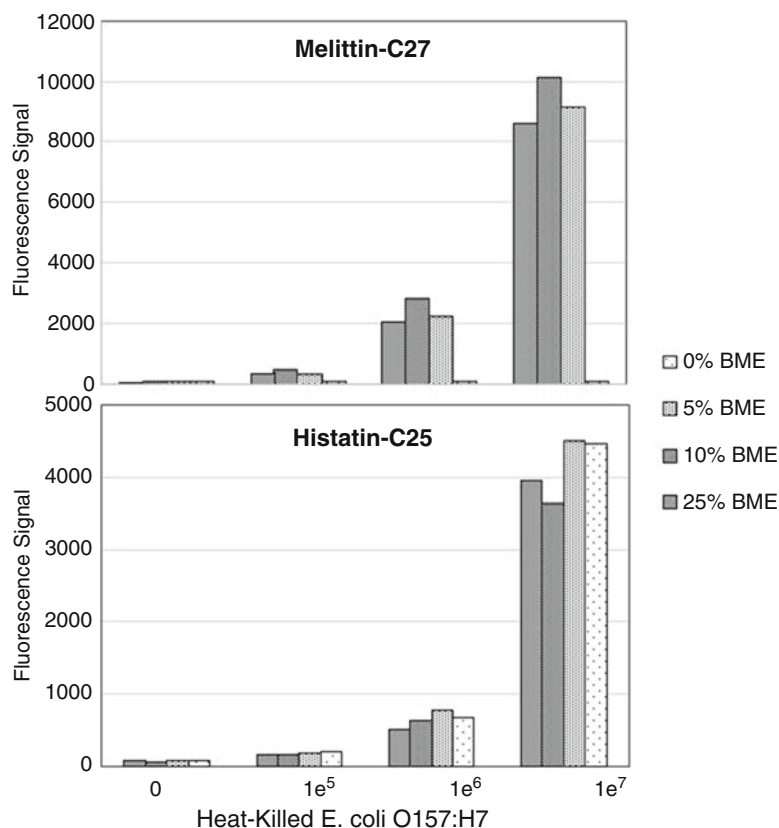 Melittin-C27
Fluorescence Signal
12000
10000
8000
6000
4000
2000
0
0% BME
5% BME
10% BME
25% BME
Histatin-C25
Fluorescence Signal
5000
4000
3000
2000
1000
0
0 1e⁵ 1e⁶ 1e⁷
Heat-Killed E. coli O157:H7